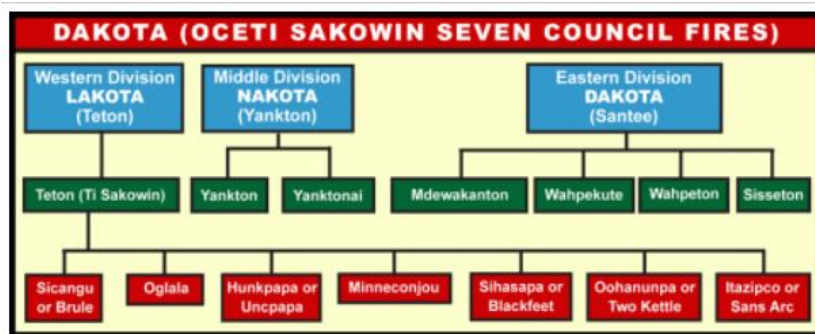 DAKOTA (OCETI SAKOWIN SEVEN COUNCIL FIRES)
Western Division
LAKOTA
(Teton)
Middle Division
NAKOTA
(Yankton)
Eastern Division
DAKOTA
(Santee)
Teton (Ti Sakowin)
Yankton
Yanktonai
Mdewakanton
Wahpekute
Wahpeton
Sisseton
Sicangu
or Brule
Oglala
Hunkpapa or
Uncpapa
Minneconjou
Sihasapa or
Blackfeet
Oohanunpa or
Two Kettle
Itazipco or
Sans Arc